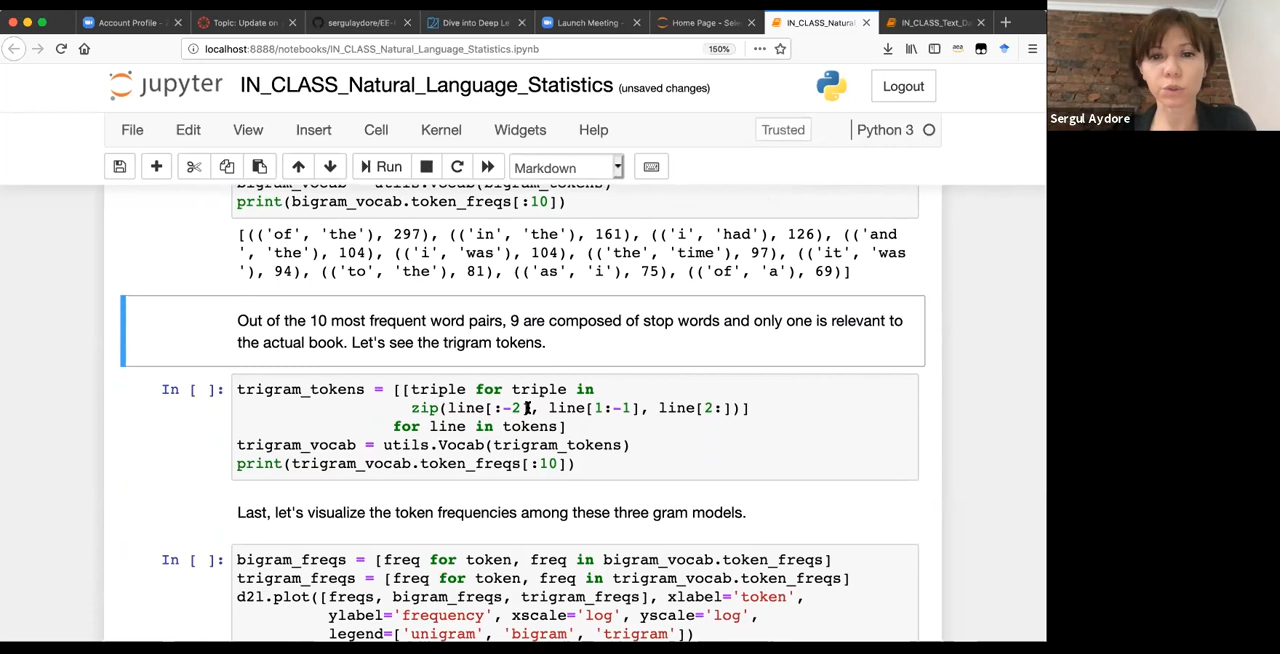 Account Profile -
Topic: Update on
sergulaydore/EE-
Dive into Deep Le
Launch Meeting -
Home Page - Sele
IN_CLASS_Natural_
IN_CLASS_Text_Da
localhost:8888/notebooks/IN_CLASS_Natural_Language_Statistics.ipynb
150%
jupyter IN_CLASS_Natural_Language_Statistics (unsaved changes)
Logout
File Edit View Insert Cell Kernel Widgets Help
Trusted
Python 3
Run
Markdown
Sergul Aydore
bigram_vocab = utils.Vocab(bigram_tokens)
print(bigram_vocab.token_freqs[:10])
[(('of', 'the'), 297), (('in', 'the'), 161), (('i', 'had'), 126), (('and
', 'the'), 104), (('i', 'was'), 104), (('the', 'time'), 97), (('it', 'was
'), 94), (('to', 'the'), 81), (('as', 'i'), 75), (('of', 'a'), 69)]
Out of the 10 most frequent word pairs, 9 are composed of stop words and only one is relevant to
the actual book. Let's see the trigram tokens.
In [ ]: trigram_tokens = [[triple for triple in
zip(line[:-2], line[1:-1], line[2:])]
for line in tokens]
trigram_vocab = utils.Vocab(trigram_tokens)
print(trigram_vocab.token_freqs[:10])
Last, let's visualize the token frequencies among these three gram models.
In [ ]: bigram_freqs = [freq for token, freq in bigram_vocab.token_freqs]
trigram_freqs = [freq for token, freq in trigram_vocab.token_freqs]
d2l.plot([freqs, bigram_freqs, trigram_freqs], xlabel='token',
ylabel='frequency', xscale='log', yscale='log',
legend=['unigram', 'bigram', 'trigram'])